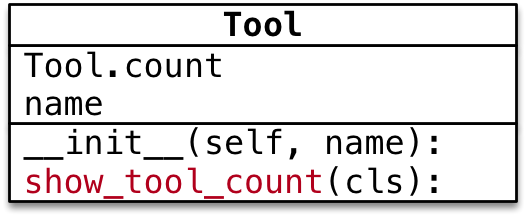 Tool
Tool.count
name
__init__(self, name):
show_tool_count(cls):